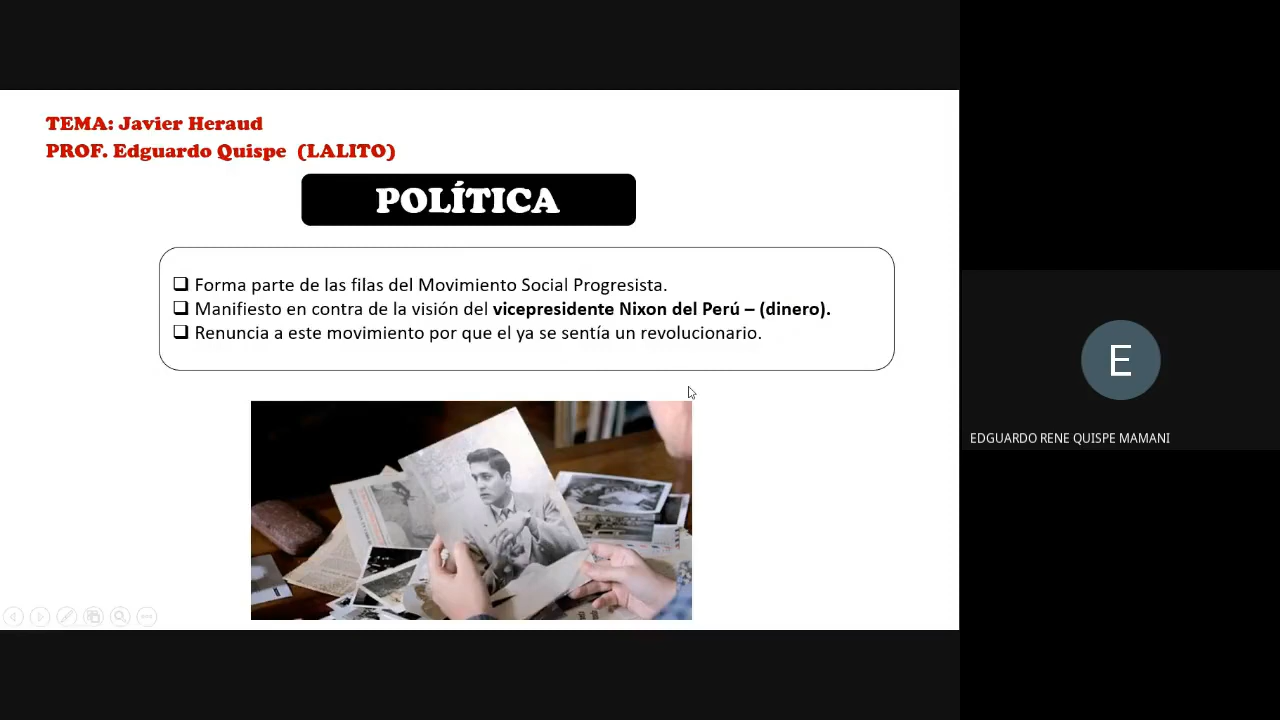 TEMA: Javier Heraud
PROF. Edguardo Quispe (LALITO)
POLÍTICA
❑ Forma parte de las filas del Movimiento Social Progresista.
❑ Manifiesto en contra de la visión del vicepresidente Nixon del Perú – (dinero).
❑ Renuncia a este movimiento por que el ya se sentía un revolucionario.
E
EDGUARDO RENE QUISPE MAMANI